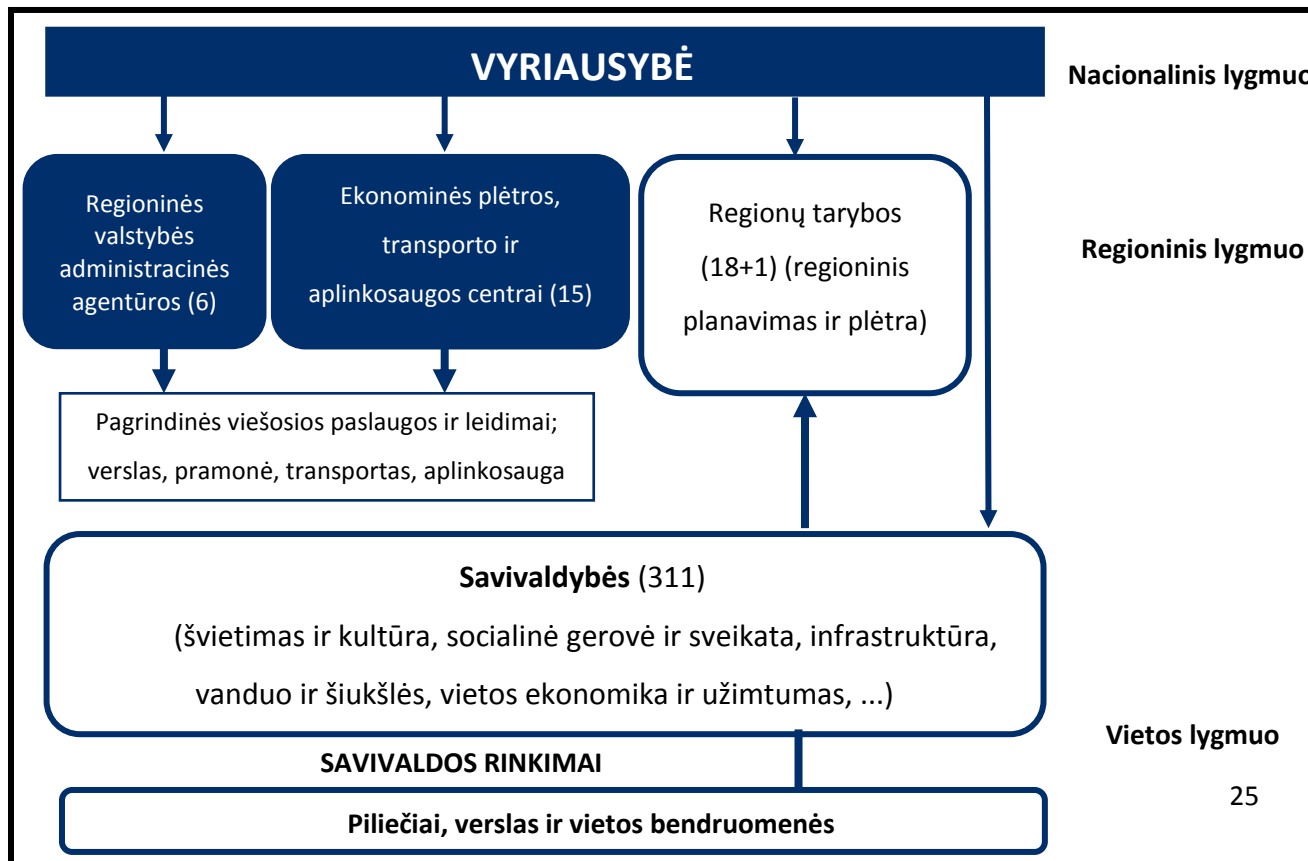 VYRIAUSYBĖ
Nacionalinis lygmuo
Regioninės
valstybės
administracinės
agentūros (6)
Ekonominės plėtros,
transporto ir
aplinkosaugos centrai (15)
Regionų tarybos
(18+1) (regioninis
planavimas ir plėtra)
Regioninis lygmuo
Pagrindinės viešosios paslaugos ir leidimai;
verslas, pramonė, transportas, aplinkosauga
Savivaldybės (311)
(švietimas ir kultūra, socialinė gerovė ir sveikata, infrastruktūra,
vanduo ir šiukšlės, vietos ekonomika ir užimtumas, ...)
Vietos lygmuo
SAVIVALDOS RINKIMAI
25
Piliečiai, verslas ir vietos bendruomenės